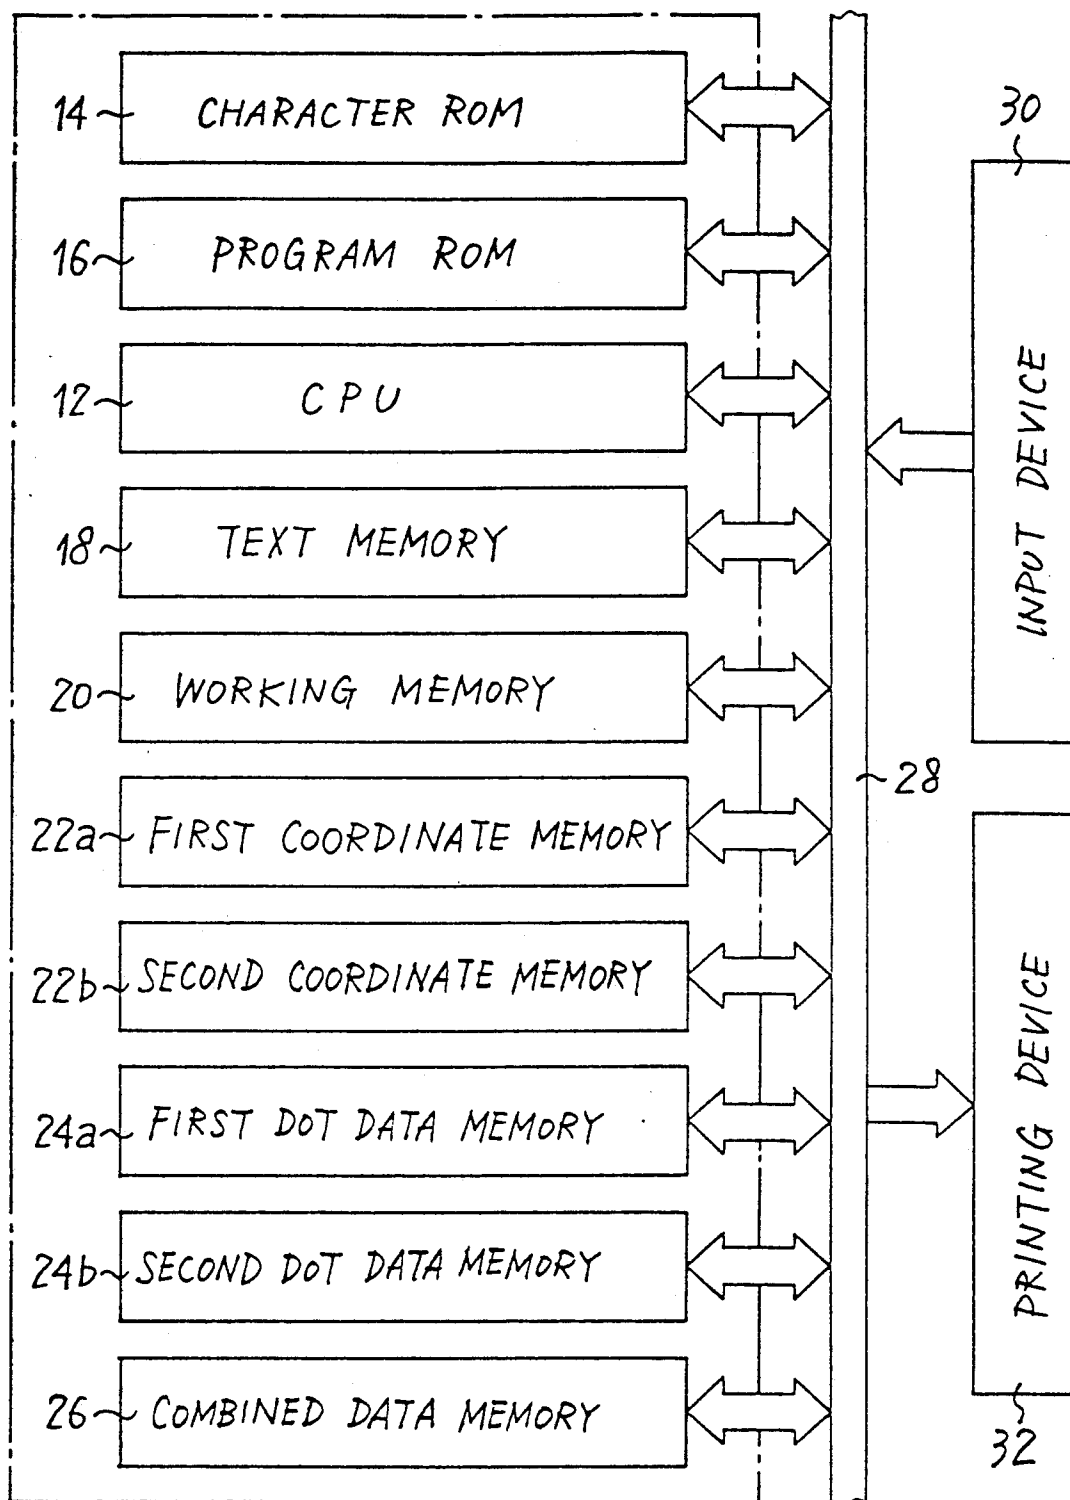 14 CHARACTER ROM
16 PROGRAM ROM
12 CPU
18 TEXT MEMORY
20 WORKING MEMORY
22a FIRST COORDINATE MEMORY
22b SECOND COORDINATE MEMORY
24a FIRST DOT DATA MEMORY
24b SECOND DOT DATA MEMORY
26 COMBINED DATA MEMORY
28
30
INPUT DEVICE
PRINTING DEVICE
32